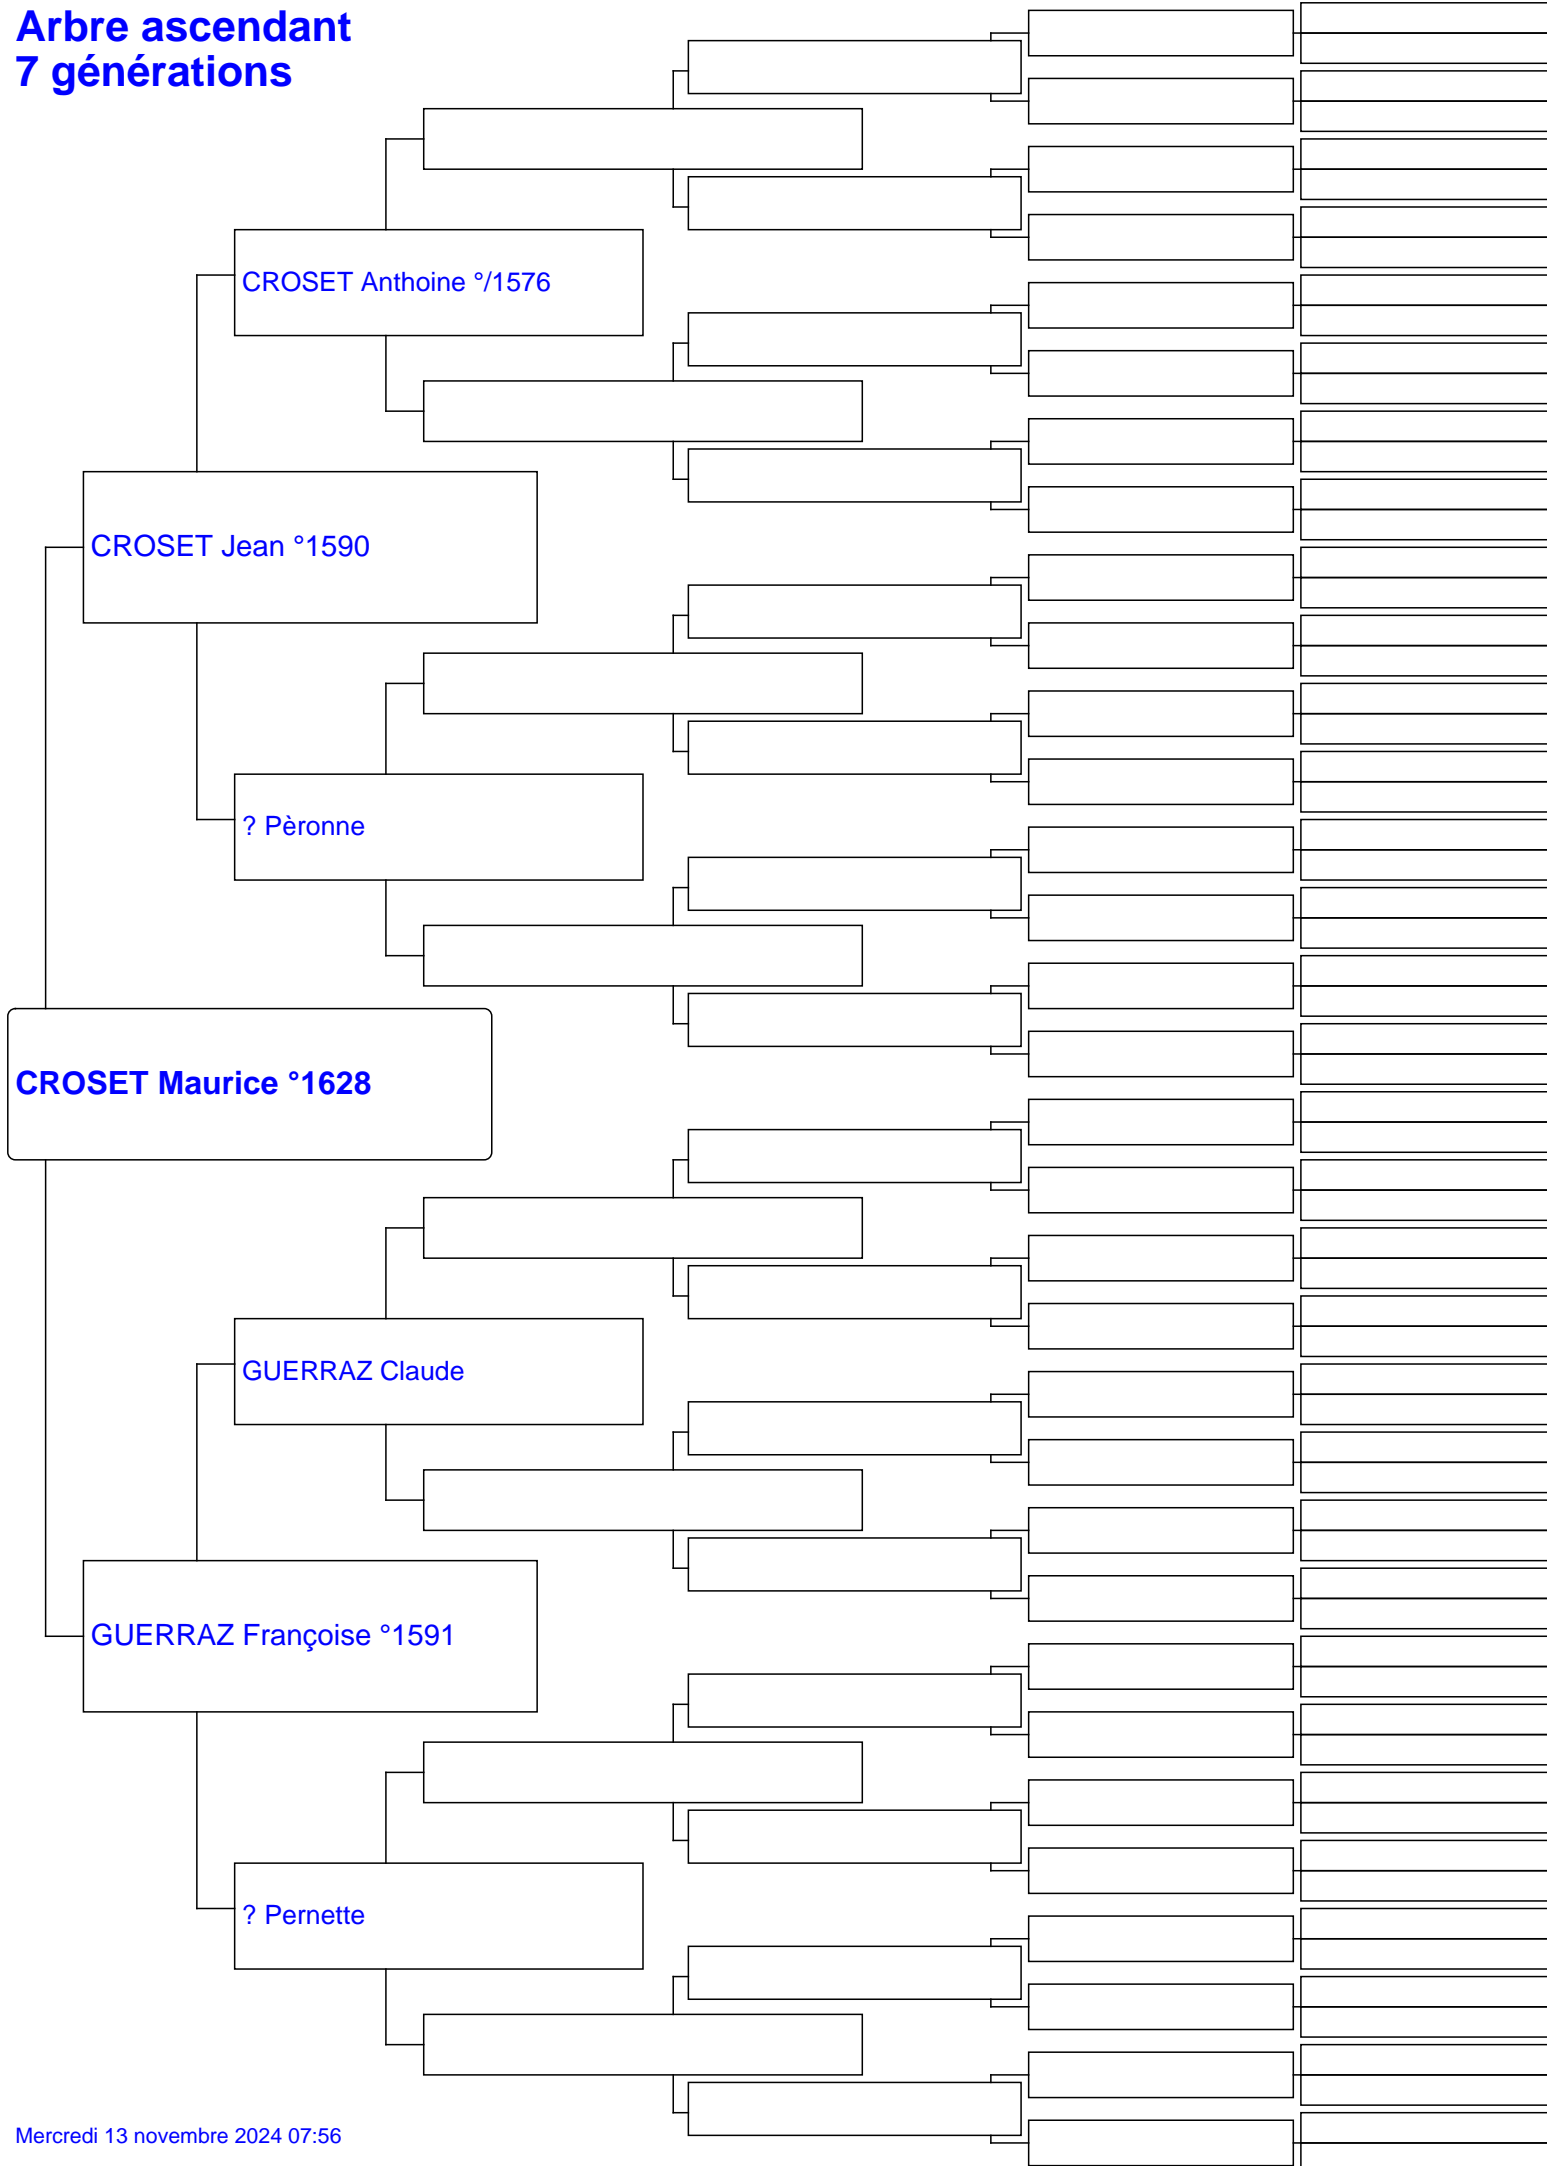 Arbre ascendant
7 générations
CROSET Anthoine °/1576
CROSET Jean °1590
? Pèronne
CROSET Maurice °1628
GUERRAZ Claude
GUERRAZ Françoise °1591
? Pernette
Mercredi 13 novembre 2024 07:56